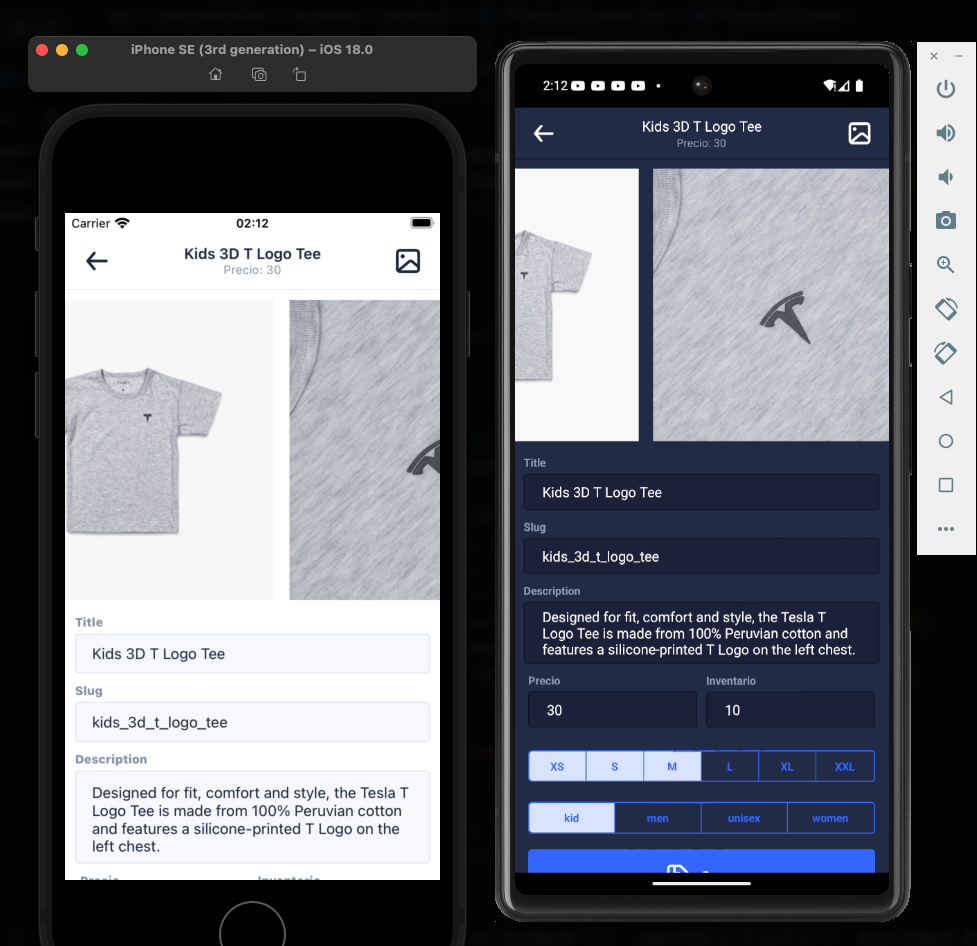 iPhone SE (3rd generation) – iOS 18.0
Carrier
02:12
Kids 3D T Logo Tee
Precio: 30
Title
Kids 3D T Logo Tee
Slug
kids_3d_t_logo_tee
Description
Designed for fit, comfort and style, the Tesla T
Logo Tee is made from 100% Peruvian cotton
and features a silicone-printed T Logo on the
left chest.
Precio
Inventario
2:12
Kids 3D T Logo Tee
Precio: 30
Title
Kids 3D T Logo Tee
Slug
kids_3d_t_logo_tee
Description
Designed for fit, comfort and style, the Tesla T
Logo Tee is made from 100% Peruvian cotton and
features a silicone-printed T Logo on the left chest.
Precio
Inventario
30
10
XS
S
M
L
XL
XXL
kid
men
unisex
women